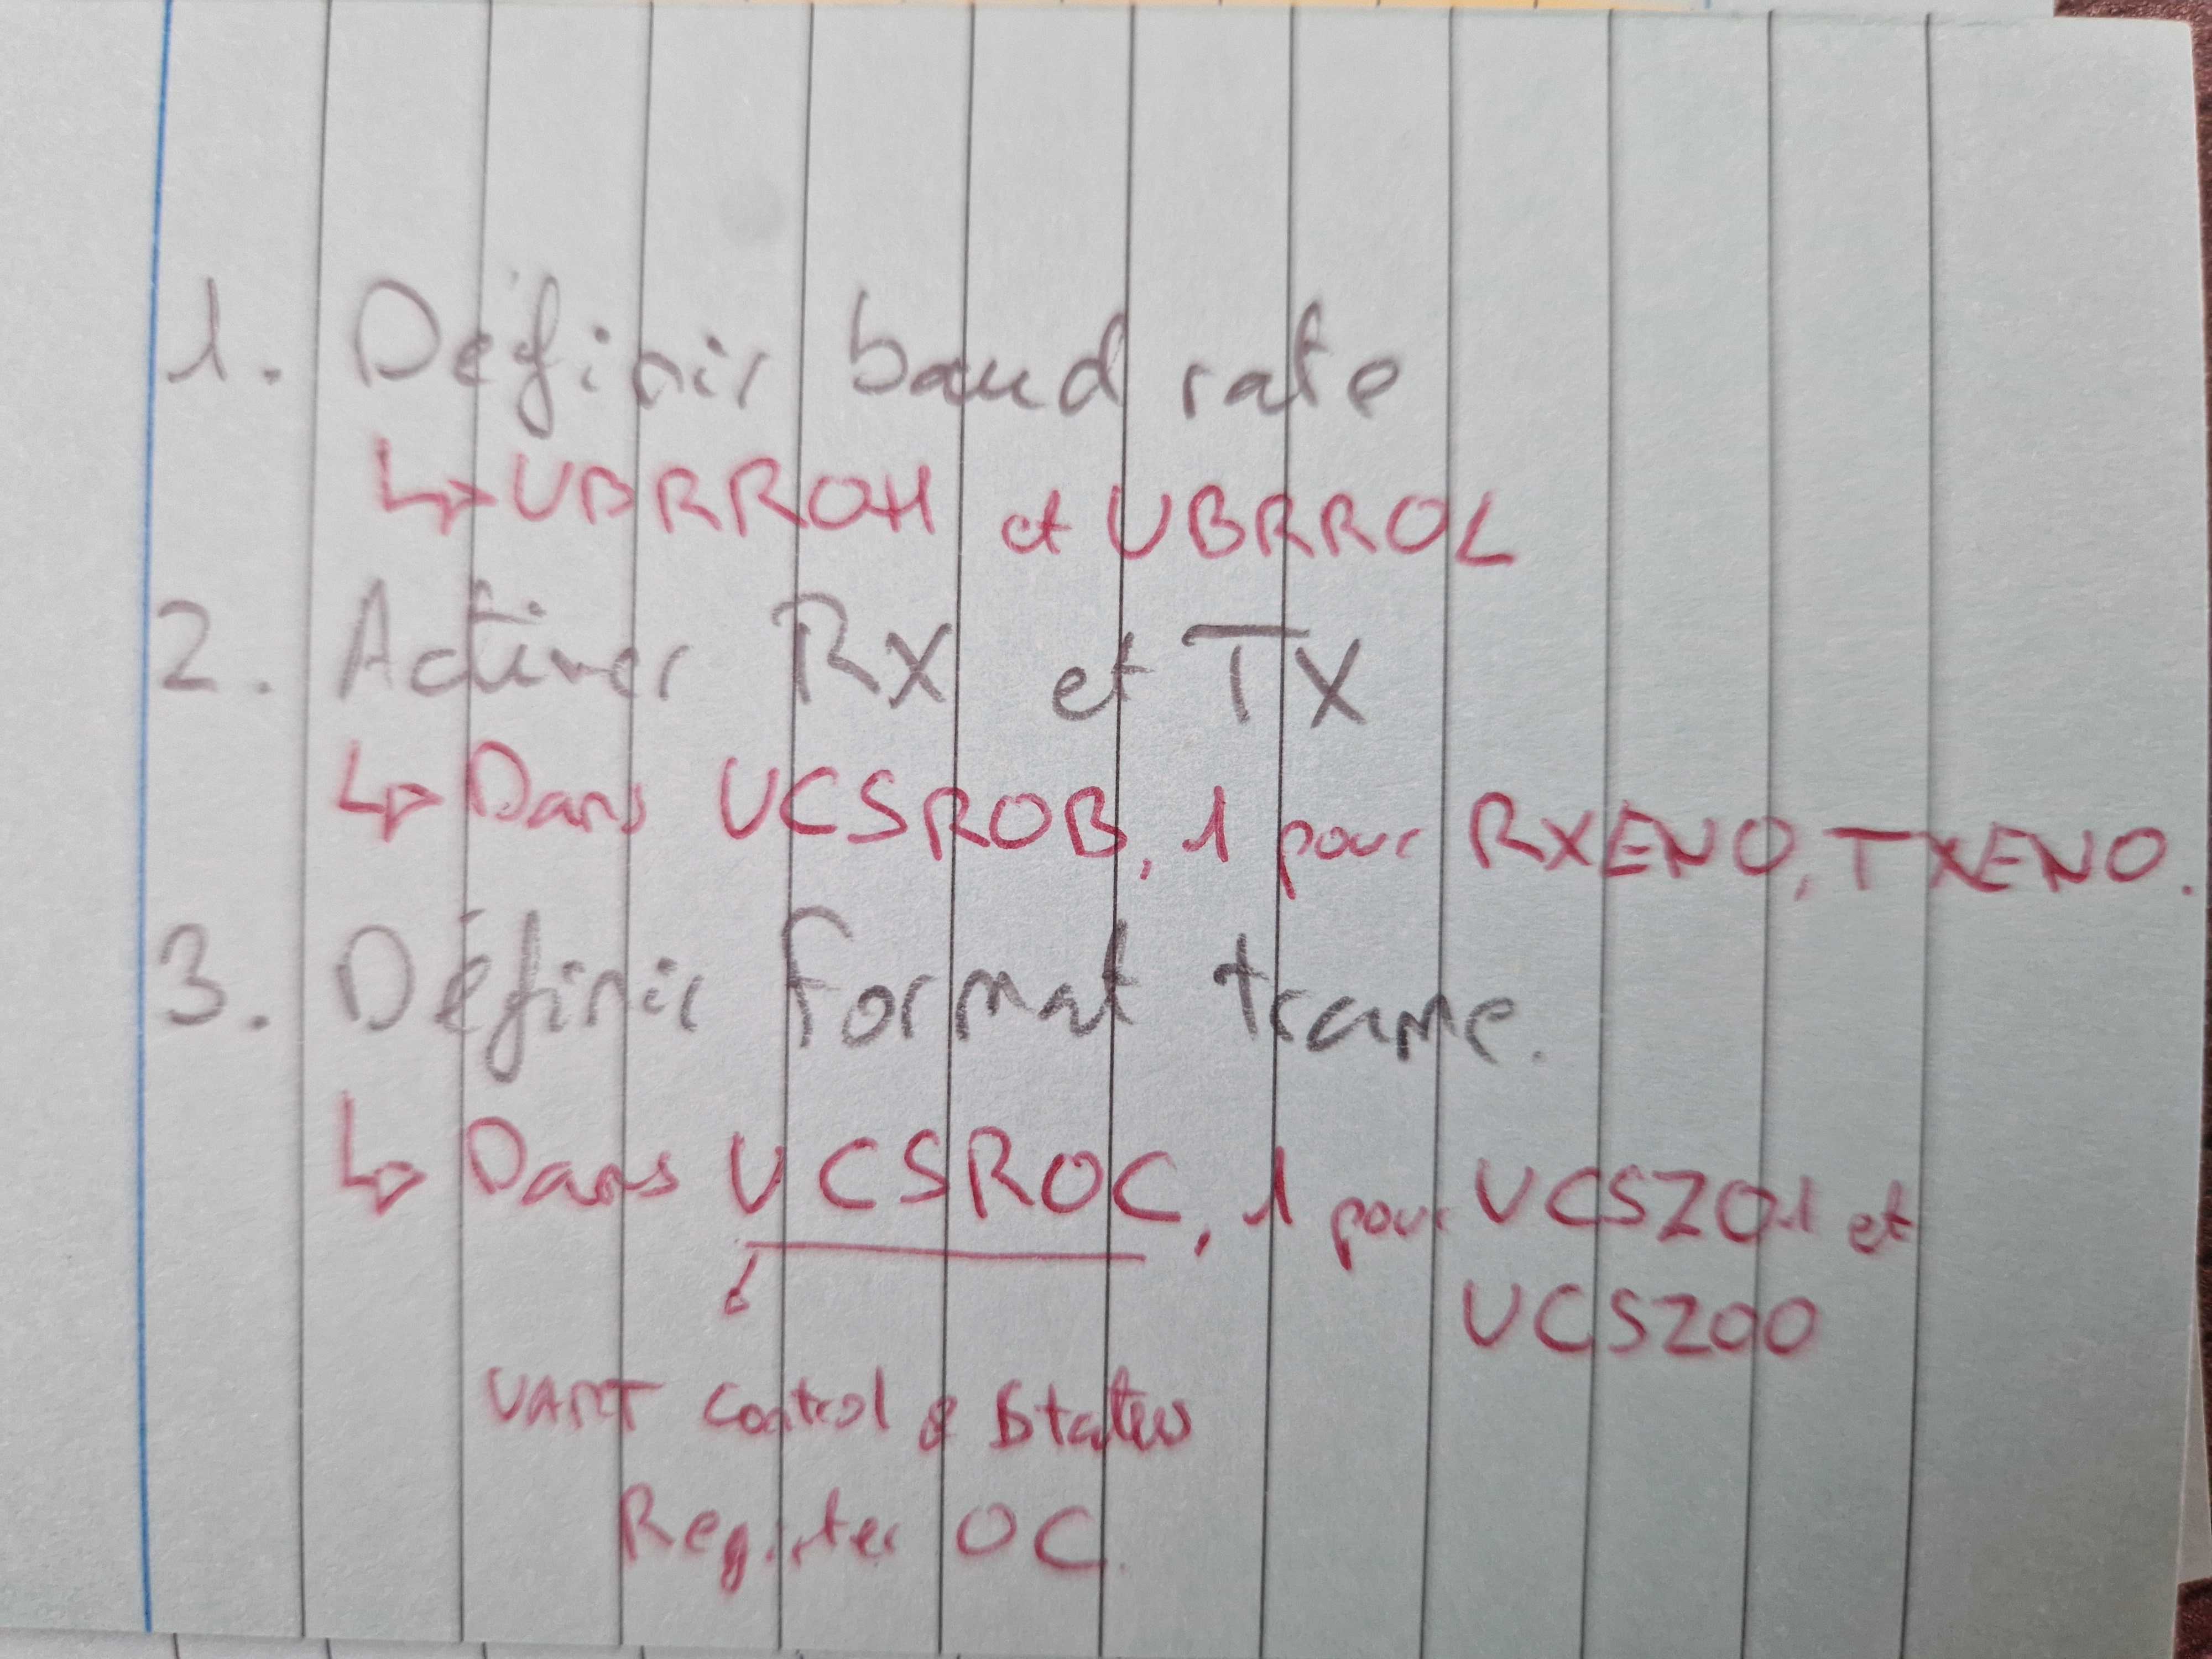 1. Définir baud rate
↳ UBRR0H et UBRR0L
2. Activer RX et TX
↳ Dans UCSR0B, 1 pour RXEN0, TXEN0.
3. Définir format trame.
↳ Dans UCSR0C, 1 pour UCSZ01 et
UCSZ00
UART Control & Status
Register 0C.